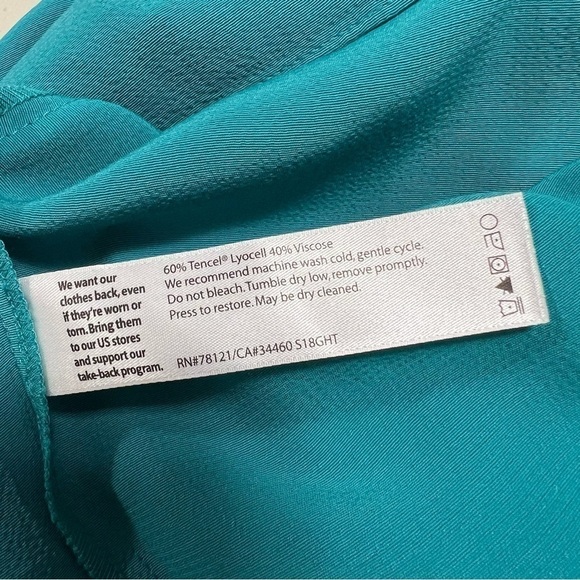 We want our
clothes back, even
if they're worn or
torn. Bring them
to our US stores
and support our
take-back program.
60% Tencel® Lyocell 40% Viscose
We recommend machine wash cold, gentle cycle.
Do not bleach. Tumble dry low, remove promptly.
Press to restore. May be dry cleaned.
RN#78121/CA#34460 S18GHT